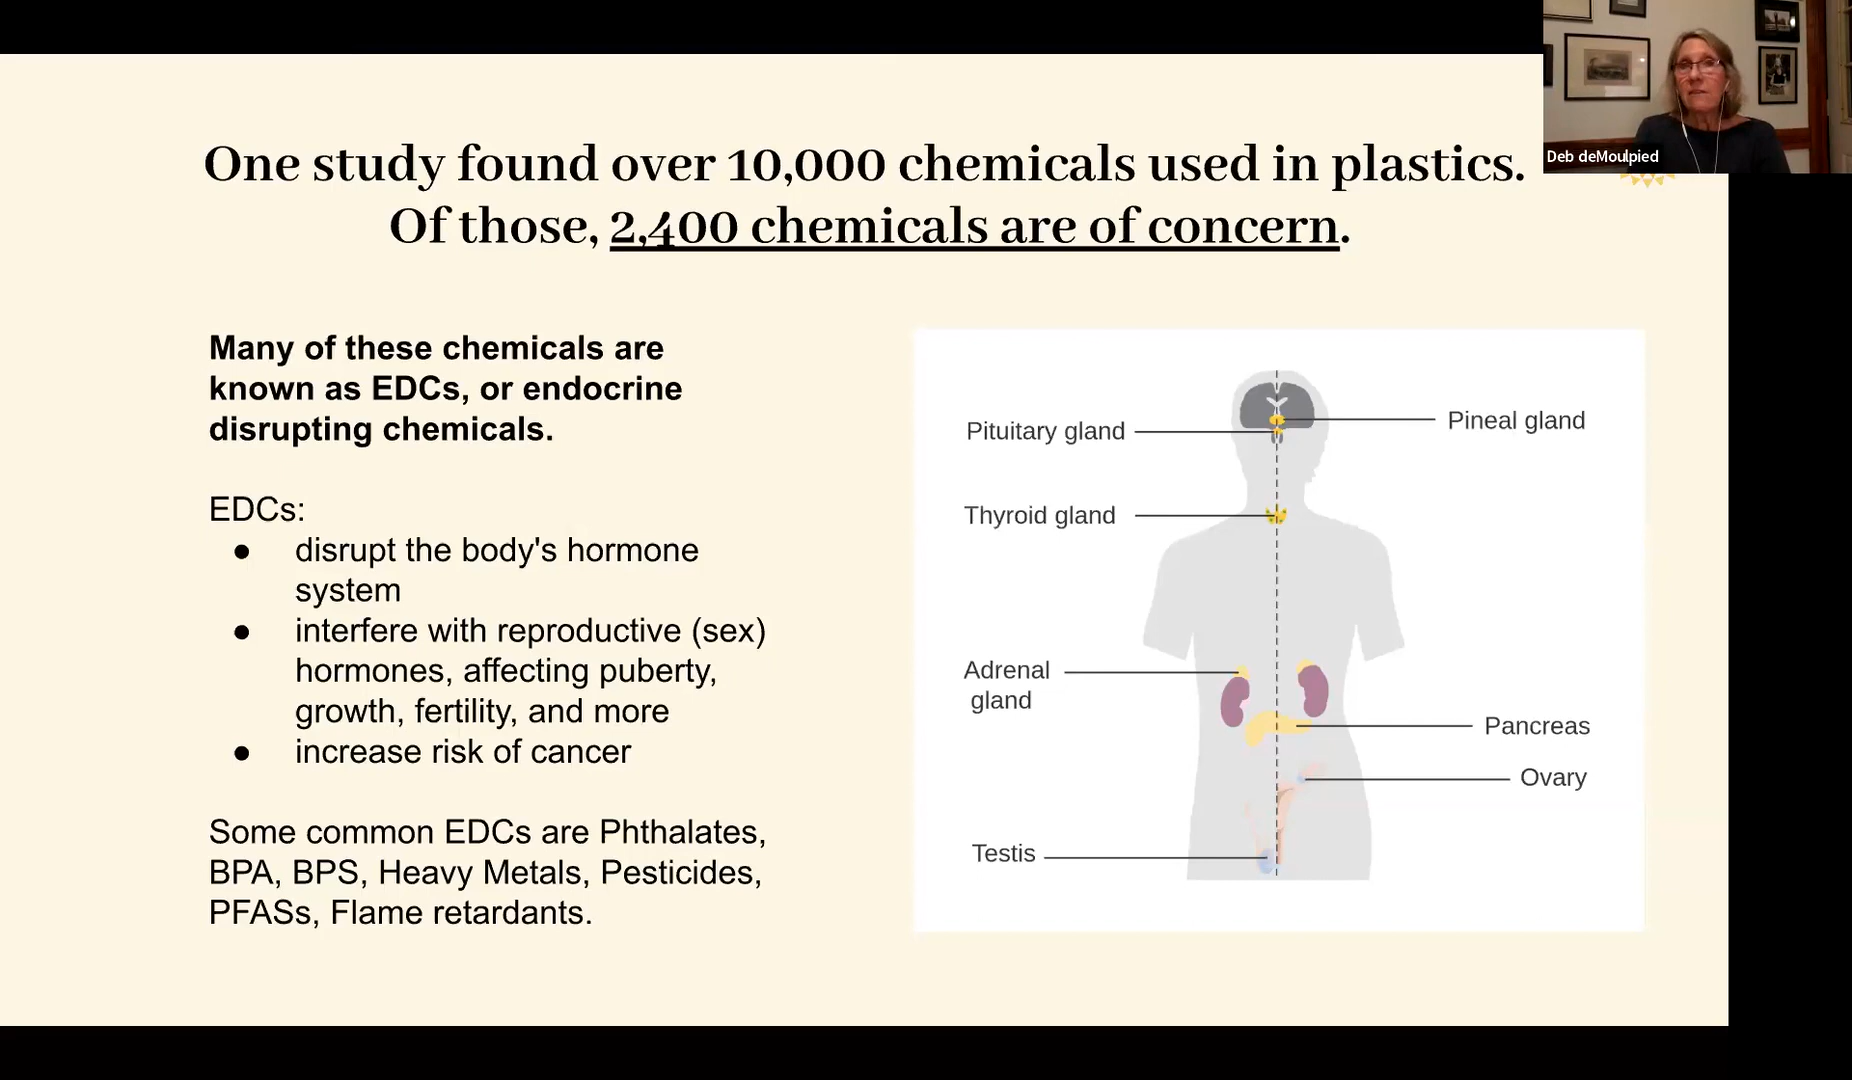 Deb deMoulpied
One study found over 10,000 chemicals used in plastics.
Of those, 2,400 chemicals are of concern.
Many of these chemicals are
known as EDCs, or endocrine
disrupting chemicals.
EDCs:
● disrupt the body's hormone
system
● interfere with reproductive (sex)
hormones, affecting puberty,
growth, fertility, and more
● increase risk of cancer
Some common EDCs are Phthalates,
BPA, BPS, Heavy Metals, Pesticides,
PFASs, Flame retardants.
Pituitary gland
Pineal gland
Thyroid gland
Adrenal
gland
Pancreas
Ovary
Testis